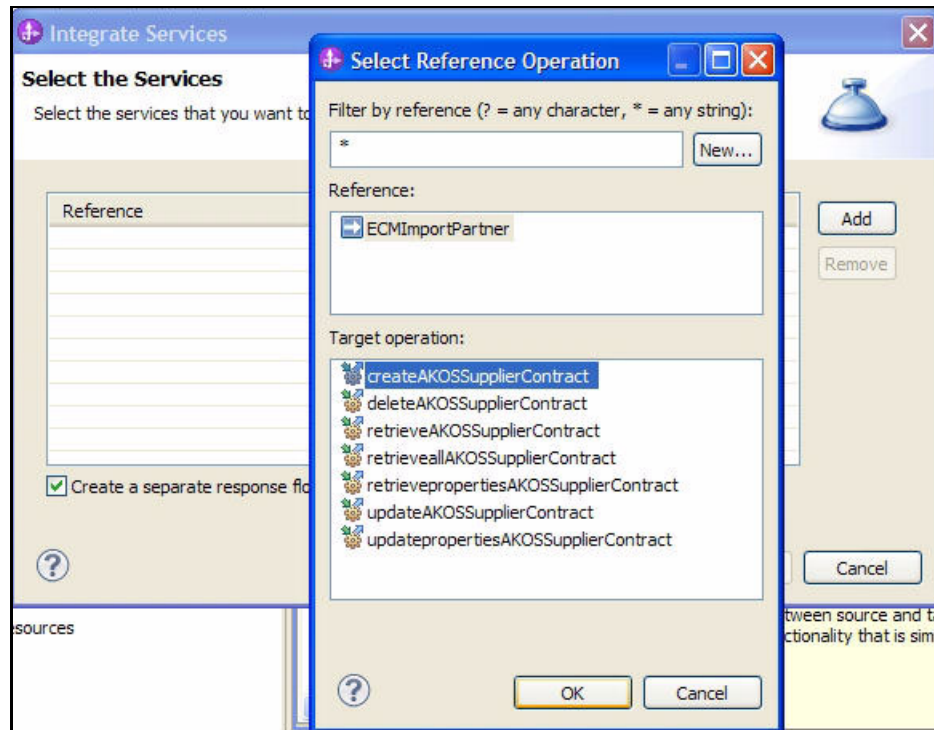 Integrate Services
Select the Services
Select the services that you want to
Reference
Add
Remove
Create a separate response flo
Cancel
Select Reference Operation
Filter by reference (? = any character, * = any string):
*
New...
Reference:
ECMImportPartner
Target operation:
createAKOSSupplierContract
deleteAKOSSupplierContract
retrieveAKOSSupplierContract
retrieveallAKOSSupplierContract
retrievepropertiesAKOSSupplierContract
updateAKOSSupplierContract
updatepropertiesAKOSSupplierContract
OK
Cancel
esources
tween source and t
ctionality that is sim